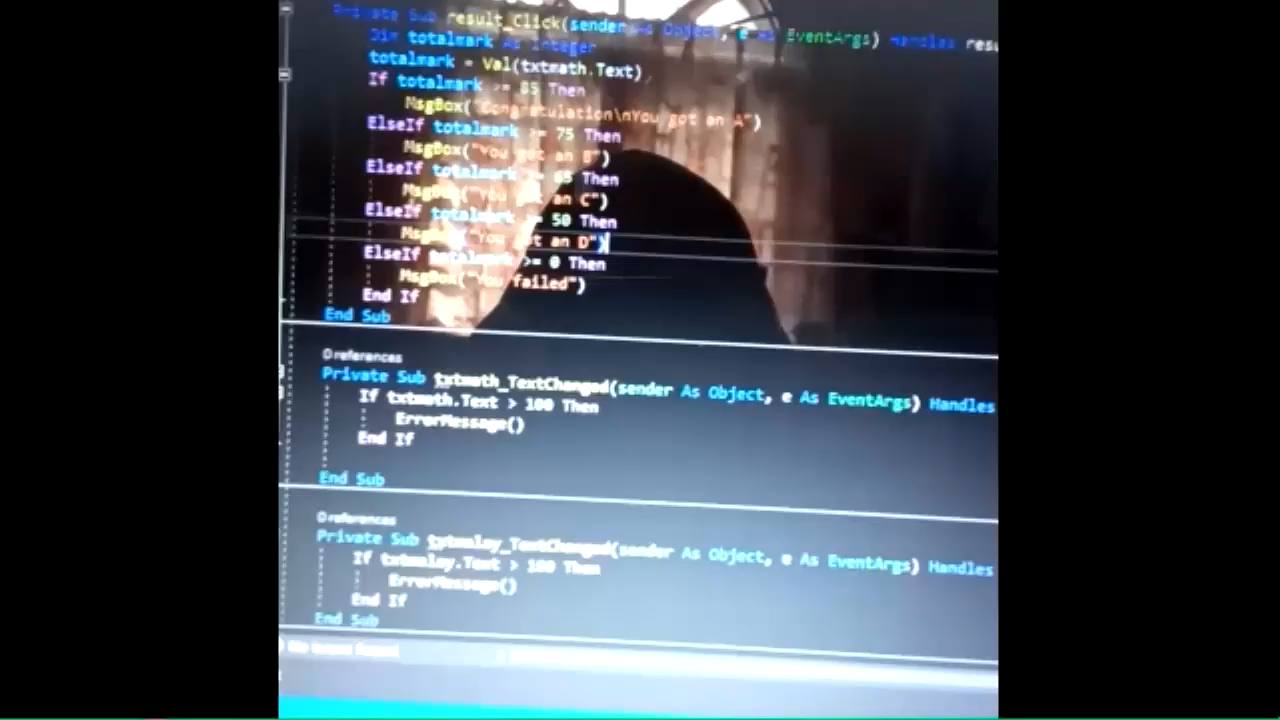 Private Sub result_Click(sender As Object, e As EventArgs) Handles resu
Dim totalmark As Integer
totalmark = Val(txtmath.Text)
If totalmark >= 85 Then
MsgBox("Congratulation\nYou got an A")
ElseIf totalmark >= 75 Then
MsgBox("You got an B")
ElseIf totalmark >= 65 Then
MsgBox("You got an C")
ElseIf totalmark >= 50 Then
MsgBox("You got an D")
ElseIf totalmark >= 0 Then
MsgBox("You failed")
End If
End Sub
0 references
Private Sub txtmath_TextChanged(sender As Object, e As EventArgs) Handles
If txtmath.Text > 100 Then
ErrorMessage()
End If
End Sub
0 references
Private Sub txtmalay_TextChanged(sender As Object, e As EventArgs) Handles
If txtmalay.Text > 100 Then
ErrorMessage()
End If
End Sub
No issues found